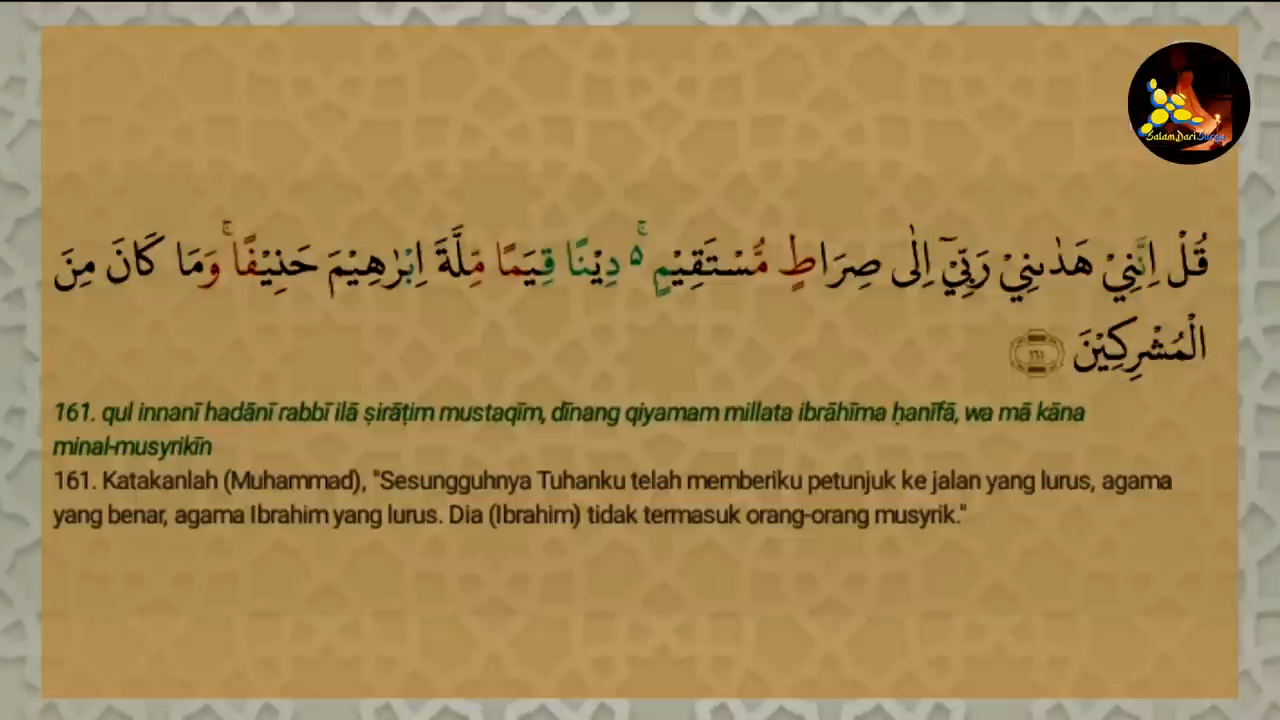 SalamDariSurga
قُلْ اِنَّنِيْ هَدٰىنِيْ رَبِّيْٓ اِلٰى صِرَاطٍ مُّسْتَقِيْمٍ ۚ ەۛ دِيْنًا قِيَمًا مِّلَّةَ اِبْرٰهِيْمَ حَنِيْفًا ۚوَمَا كَانَ مِنَ
الْمُشْرِكِيْنَ ١٦١
161. qul innanī hadānī rabbī ilā ṣirāṭim mustaqīm, dīnang qiyamam millata ibrāhīma ḥanīfā, wa mā kāna
minal-musyrikīn
161. Katakanlah (Muhammad), "Sesungguhnya Tuhanku telah memberiku petunjuk ke jalan yang lurus, agama
yang benar, agama Ibrahim yang lurus. Dia (Ibrahim) tidak termasuk orang-orang musyrik."